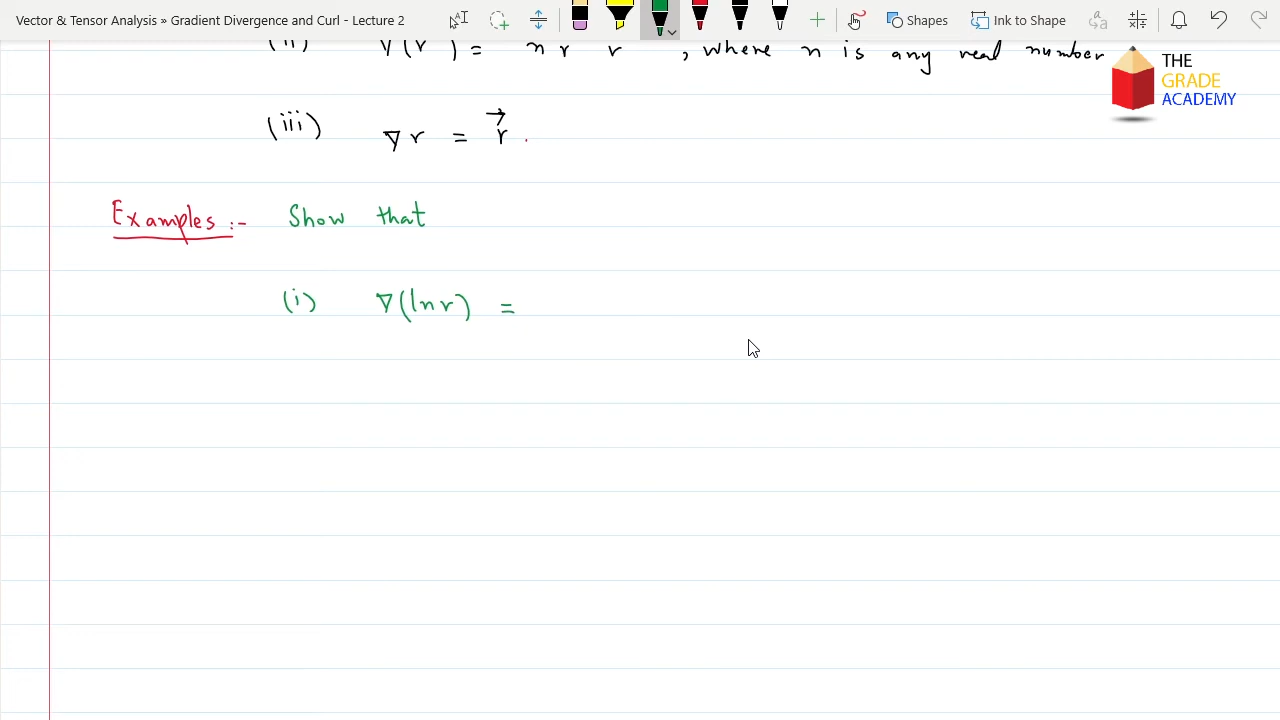 Vector & Tensor Analysis » Gradient Divergence and Curl - Lecture 2
Shapes
Ink to Shape
(ii) ∇(r ) = n r r , where n is any real number
THE
GRADE
ACADEMY
(iii) ∇r = r⃗ .
Examples :- Show that
(i) ∇(ln r) =